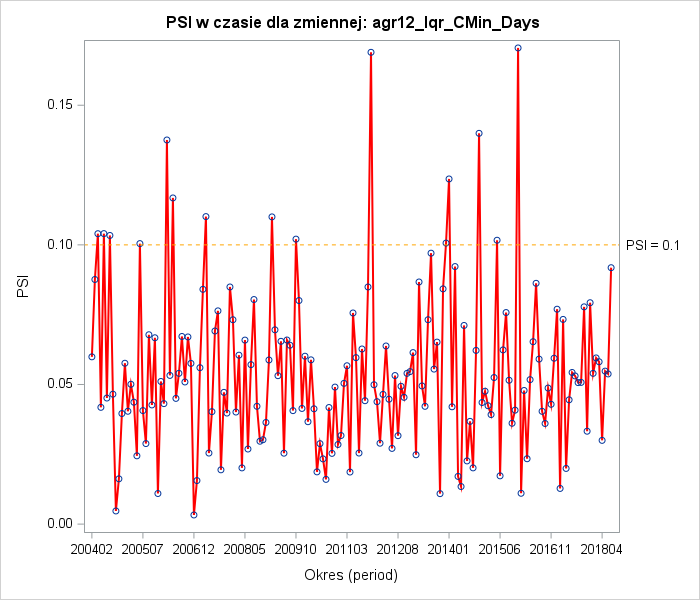 PSI w czasie dla zmiennej: agr12_Iqr_CMin_Days
0.15
0.10
0.05
0.00
PSI
PSI = 0.1
200402 200507 200612 200805 200910 201103 201208 201401 201506 201611 201804
Okres (period)